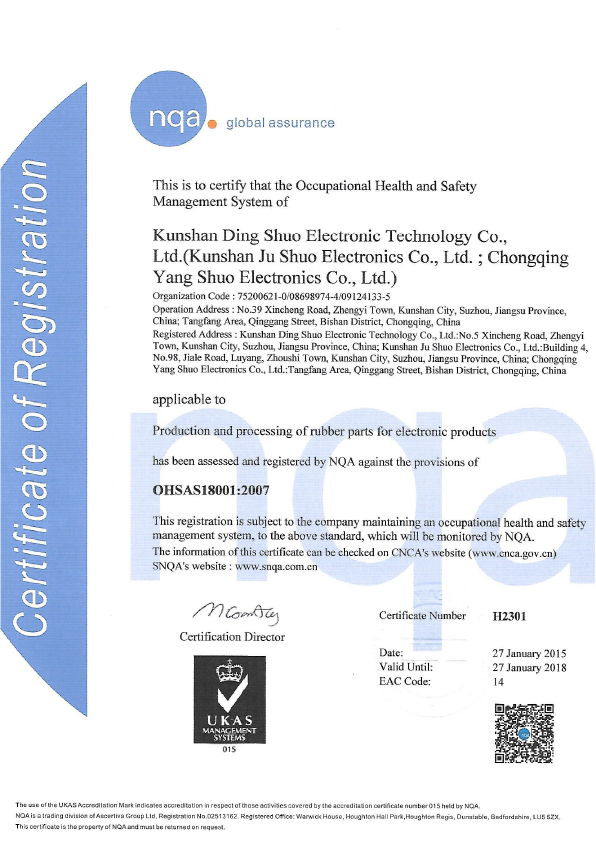 nqa.
global assurance
Certificate of Registration
This is to certify that the Occupational Health and Safety
Management System of
Kunshan Ding Shuo Electronic Technology Co.,
Ltd.(Kunshan Ju Shuo Electronics Co., Ltd. ; Chongqing
Yang Shuo Electronics Co., Ltd.)
Organization Code : 75200621-0/08698974-4/09124133-5
Operation Address : No.39 Xincheng Road, Zhengyi Town, Kunshan City, Suzhou, Jiangsu Province,
China; Tangfang Area, Qinggang Street, Bishan District, Chongqing, China
Registered Address : Kunshan Ding Shuo Electronic Technology Co., Ltd.:No.5 Xincheng Road, Zhengyi
Town, Kunshan City, Suzhou, Jiangsu Province, China; Kunshan Ju Shuo Electronics Co., Ltd.:Building 4,
No.98, Jiale Road, Luyang, Zhoushi Town, Kunshan City, Suzhou, Jiangsu Province, China; Chongqing
Yang Shuo Electronics Co., Ltd.:Tangfang Area, Qinggang Street, Bishan District, Chongqing, China
applicable to
Production and processing of rubber parts for electronic products
has been assessed and registered by NQA against the provisions of
OHSAS18001:2007
This registration is subject to the company maintaining an occupational health and safety
management system, to the above standard, which will be monitored by NQA.
The information of this certificate can be checked on CNCA's website (www.cnca.gov.cn)
SNQA's website : www.snqa.com.cn
nqa
Certification Director
Certificate Number H2301
Date: 27 January 2015
Valid Until: 27 January 2018
EAC Code: 14
UKAS
MANAGEMENT
SYSTEMS
015
The use of the UKAS Accreditation Mark indicates accreditation in respect of those activities covered by the accreditation certificate number 015 held by NQA.
NQA is a trading division of Ascertiva Group Ltd, Registration No.02513162. Registered Office: Warwick House, Houghton Hall Park,Houghton Regis, Dunstable, Bedfordshire, LU5 5ZX.
This certificate is the property of NQA and must be returned on request.